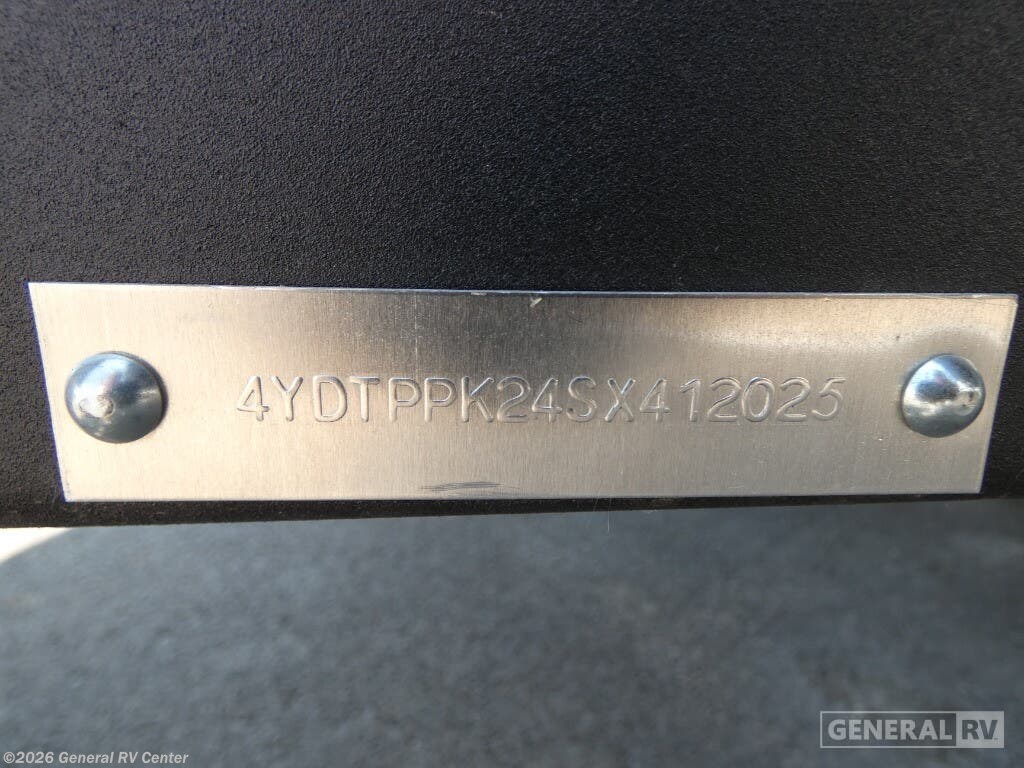 4YDTPPK24SX412025
GENERAL RV
©2026 General RV Center